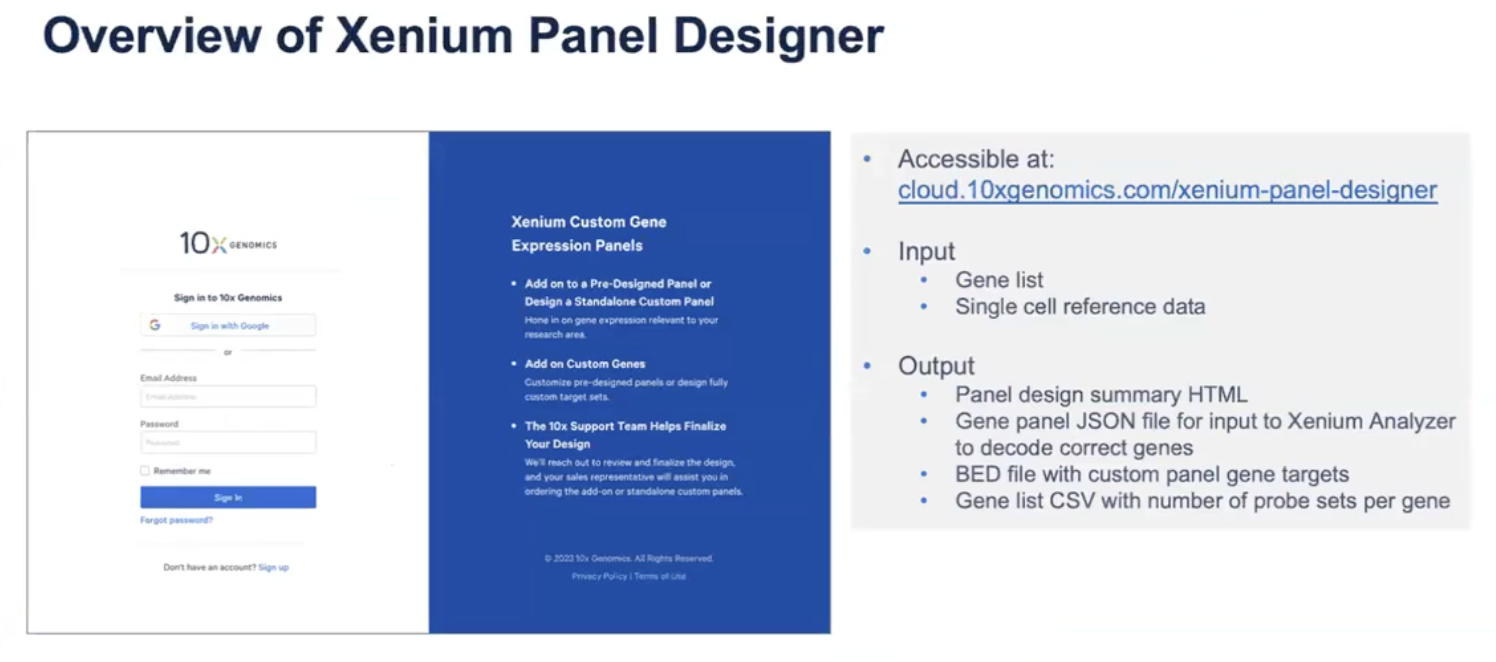 Overview of Xenium Panel Designer
10x GENOMICS
Sign in to 10x Genomics
Sign in with Google
or
Email Address
Email Address
Password
Password
Remember me
Sign In
Forgot password?
Don't have an account? Sign up
Xenium Custom Gene
Expression Panels
• Add on to a Pre-Designed Panel or
Design a Standalone Custom Panel
Hone in on gene expression relevant to your
research area.
• Add on Custom Genes
Customize pre-designed panels or design fully
custom target sets.
• The 10x Support Team Helps Finalize
Your Design
We'll reach out to review and finalize the design,
and your sales representative will assist you in
ordering the add-on or standalone custom panels.
© 2023 10x Genomics. All Rights Reserved.
Privacy Policy | Terms of Use
• Accessible at:
cloud.10xgenomics.com/xenium-panel-designer
• Input
• Gene list
• Single cell reference data
• Output
• Panel design summary HTML
• Gene panel JSON file for input to Xenium Analyzer
to decode correct genes
• BED file with custom panel gene targets
• Gene list CSV with number of probe sets per gene